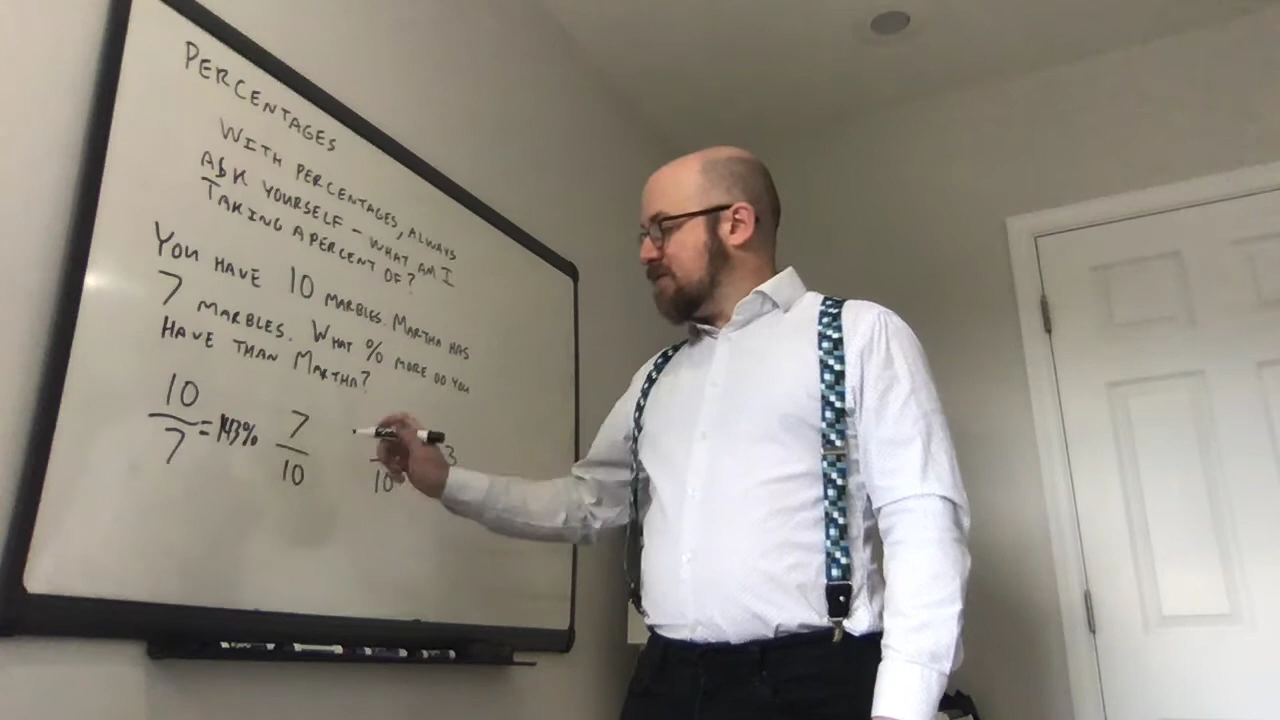 PERCENTAGES
WITH PERCENTAGES, ALWAYS
ASK YOURSELF - WHAT AM I
TAKING A PERCENT OF?
YOU HAVE 10 MARBLES. MARTHA HAS
7 MARBLES. WHAT % MORE DO YOU
HAVE THAN MARTHA?
10
7
=143%
7
10
10
3